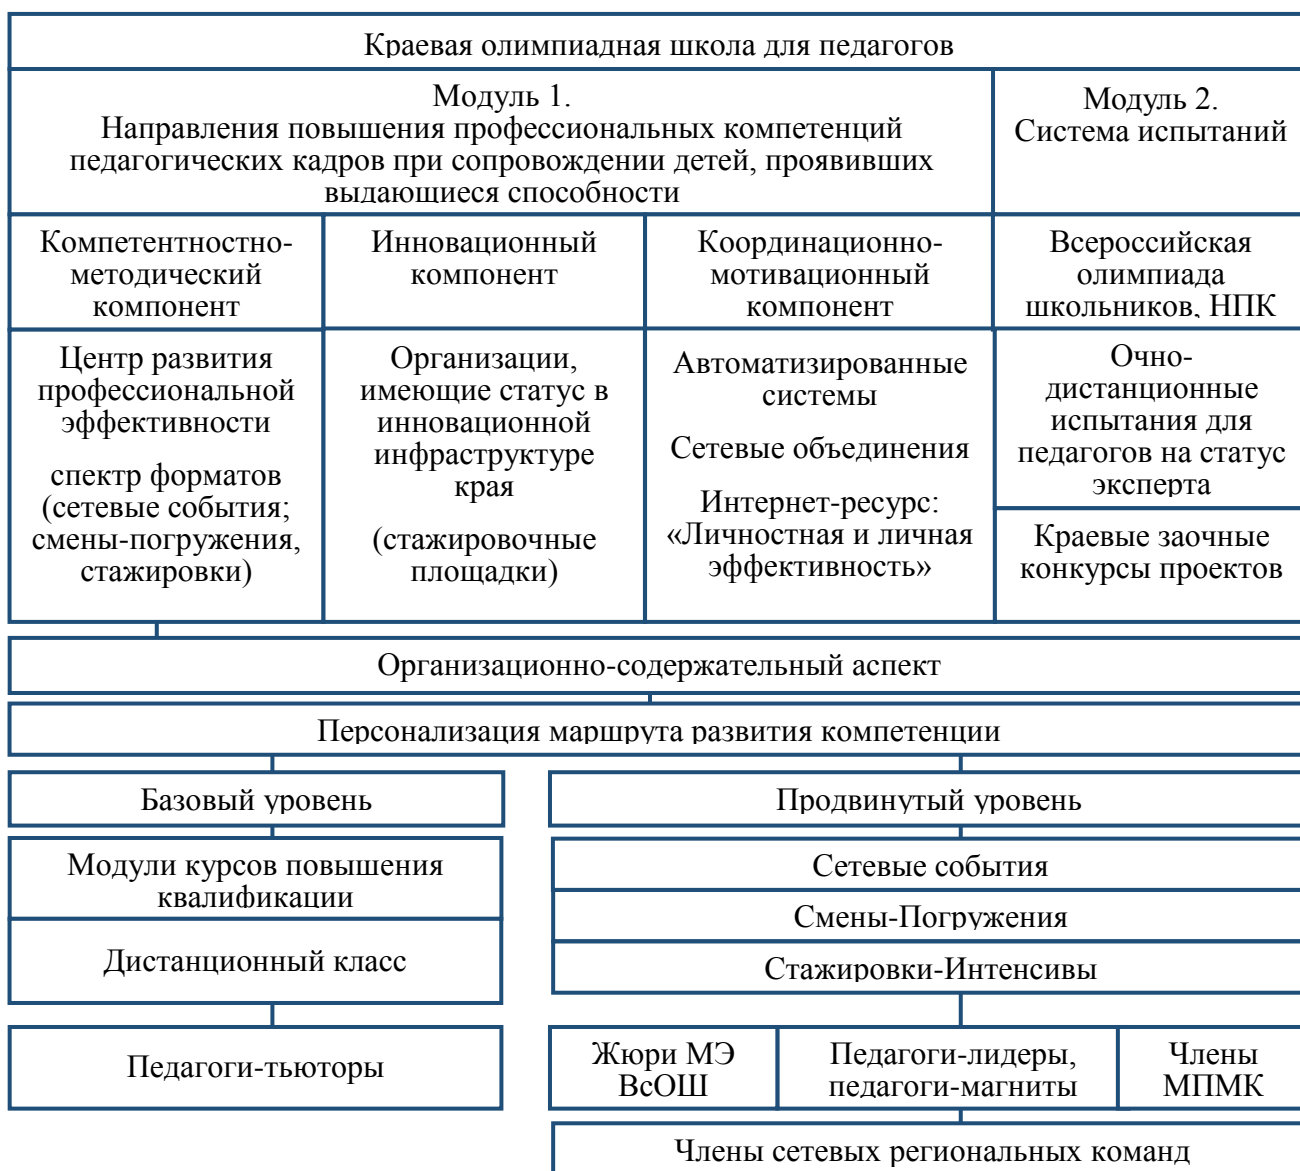 Краевая олимпиадная школа для педагогов
Модуль 1.
Направления повышения профессиональных компетенций
педагогических кадров при сопровождении детей, проявивших
выдающиеся способности
Модуль 2.
Система испытаний
Компетентностно-
методический
компонент
Инновационный
компонент
Координационно-
мотивационный
компонент
Всероссийская
олимпиада
школьников, НПК
Центр развития
профессиональной
эффективности
спектр форматов
(сетевые события;
смены-погружения,
стажировки)
Организации,
имеющие статус в
инновационной
инфраструктуре
края
(стажировочные
площадки)
Автоматизированные
системы
Сетевые объединения
Интернет-ресурс:
«Личностная и личная
эффективность»
Очно-
дистанционные
испытания для
педагогов на статус
эксперта
Краевые заочные
конкурсы проектов
Организационно-содержательный аспект
Персонализация маршрута развития компетенции
Базовый уровень
Модули курсов повышения
квалификации
Дистанционный класс
Педагоги-тьюторы
Продвинутый уровень
Сетевые события
Смены-Погружения
Стажировки-Интенсивы
Жюри МЭ
ВсОШ
Педагоги-лидеры,
педагоги-магниты
Члены
МПМК
Члены сетевых региональных команд